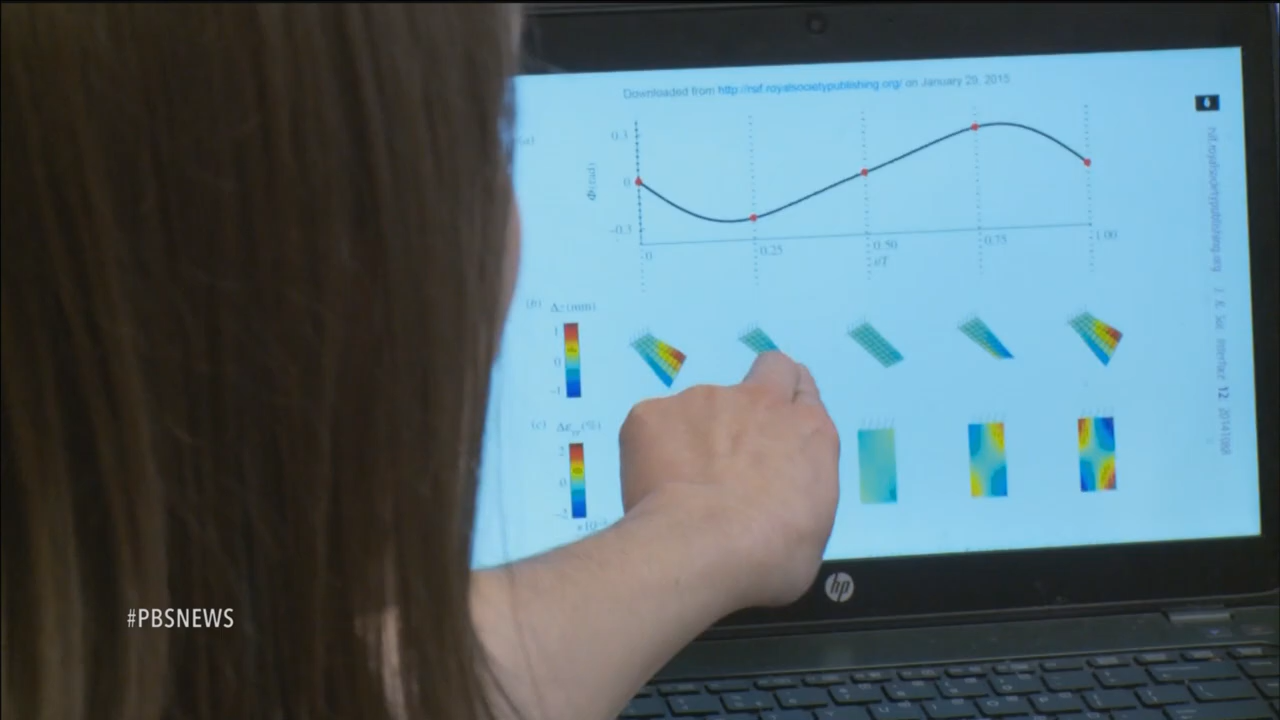 Downloaded from http://rsif.royalsocietypublishing.org/ on January 29, 2015
6
(a)
0.3
Φ(rad)
0
-0.3
0
0.25
0.50
0.75
1.00
t/T
(b)
Δz (mm)
1
0
-1
(c)
(%)
2
0
-2
rsif.royalsocietypublishing.org
Interface 12:
hp
#PBSNEWS